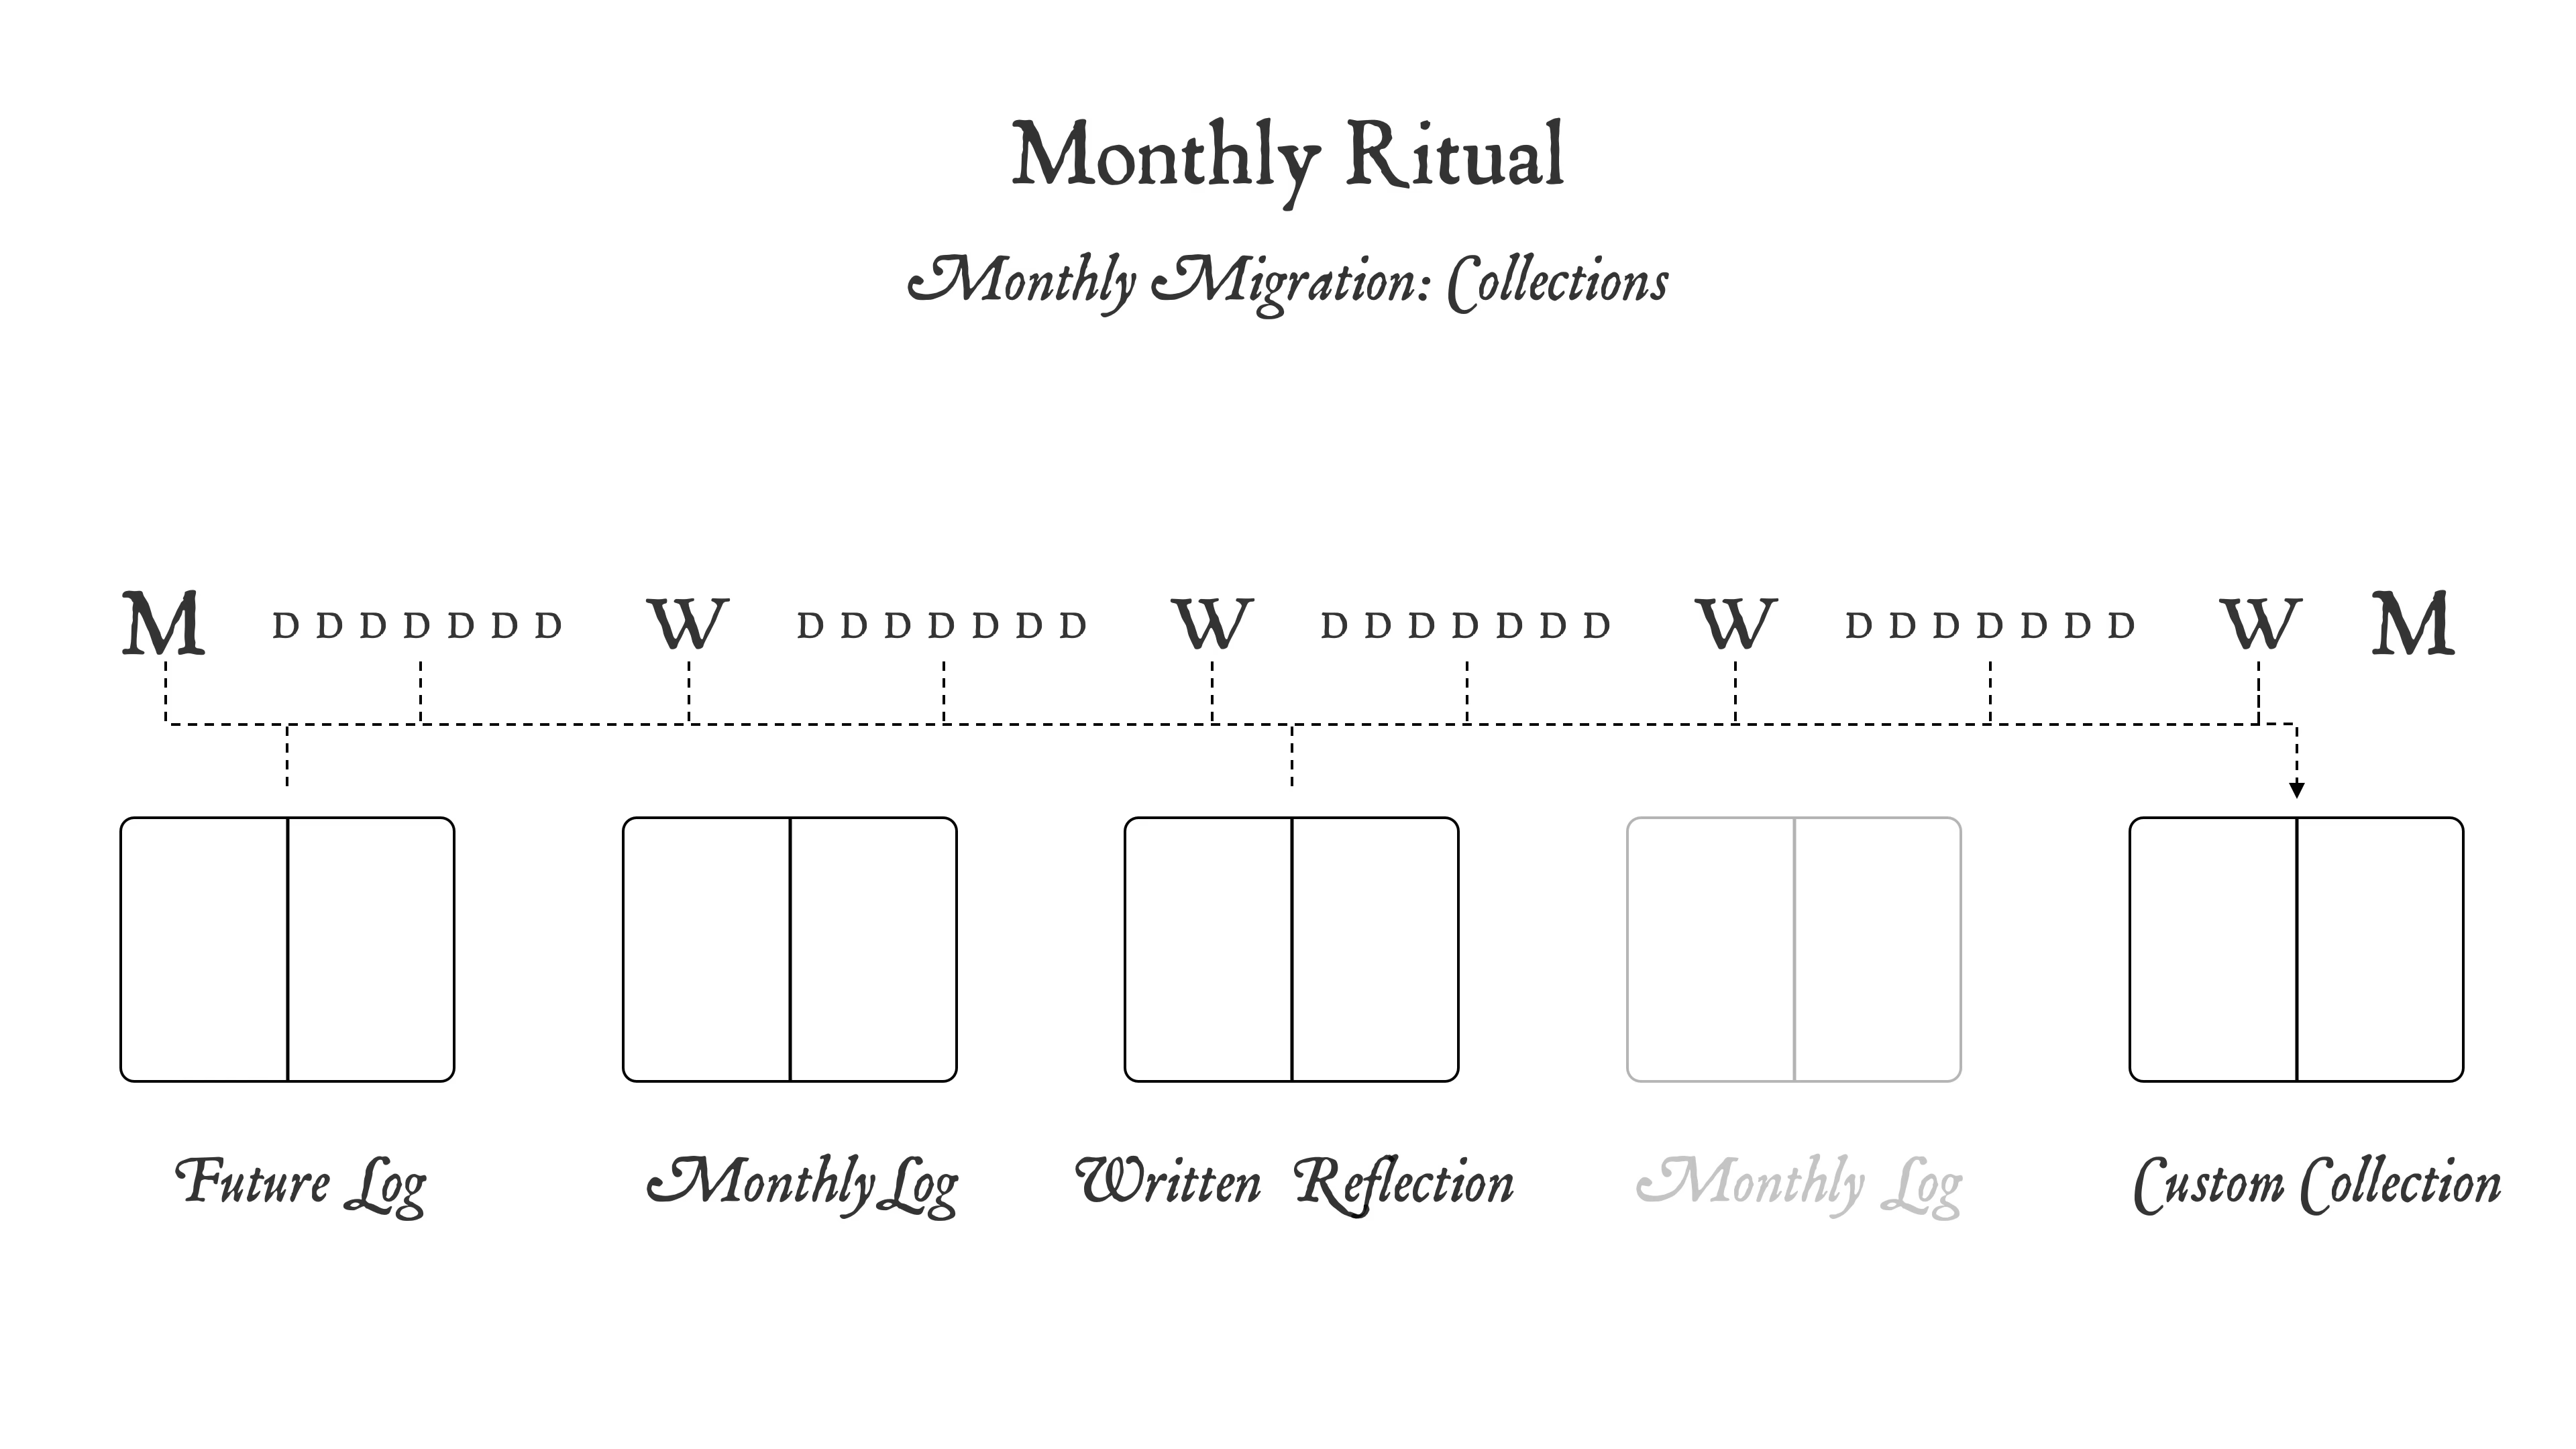 Monthly Ritual
Monthly Migration: Collections
M D D D D D D D W D D D D D D D W D D D D D D D W D D D D D D D W M
Future Log Monthly Log Written Reflection Monthly Log Custom Collection